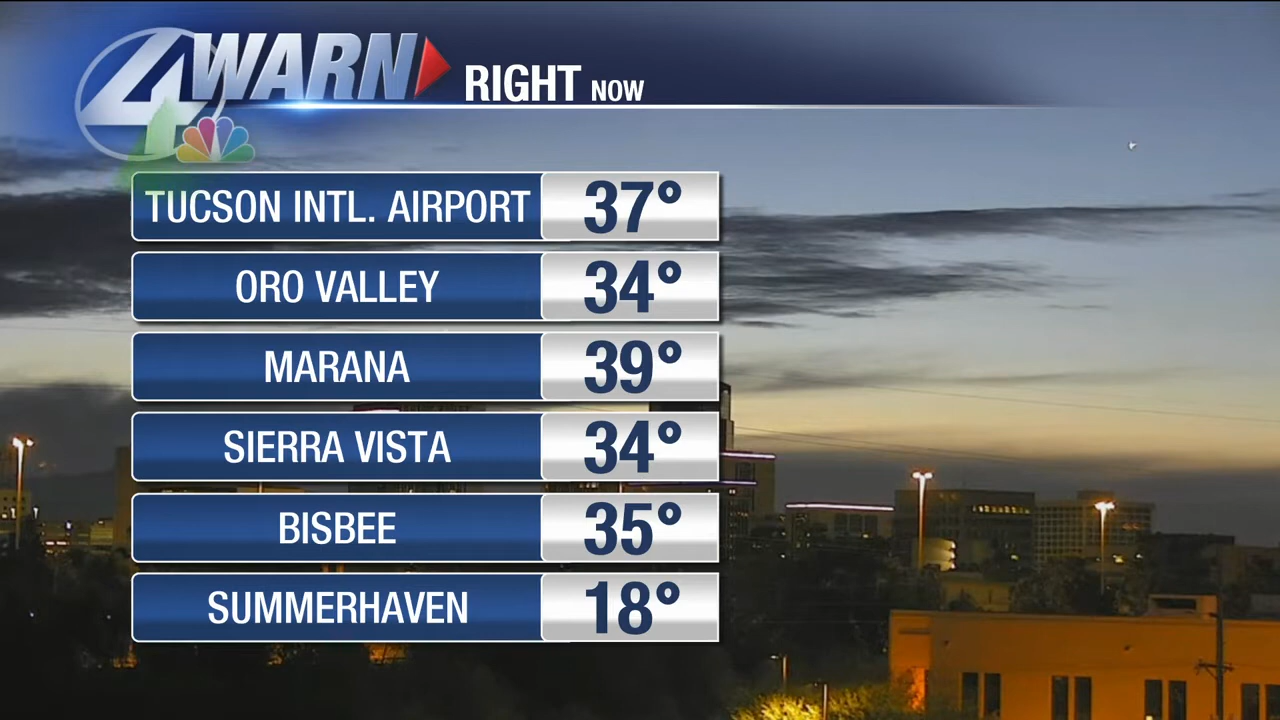 4WARN RIGHT NOW
TUCSON INTL. AIRPORT 37°
ORO VALLEY 34°
MARANA 39°
SIERRA VISTA 34°
BISBEE 35°
SUMMERHAVEN 18°